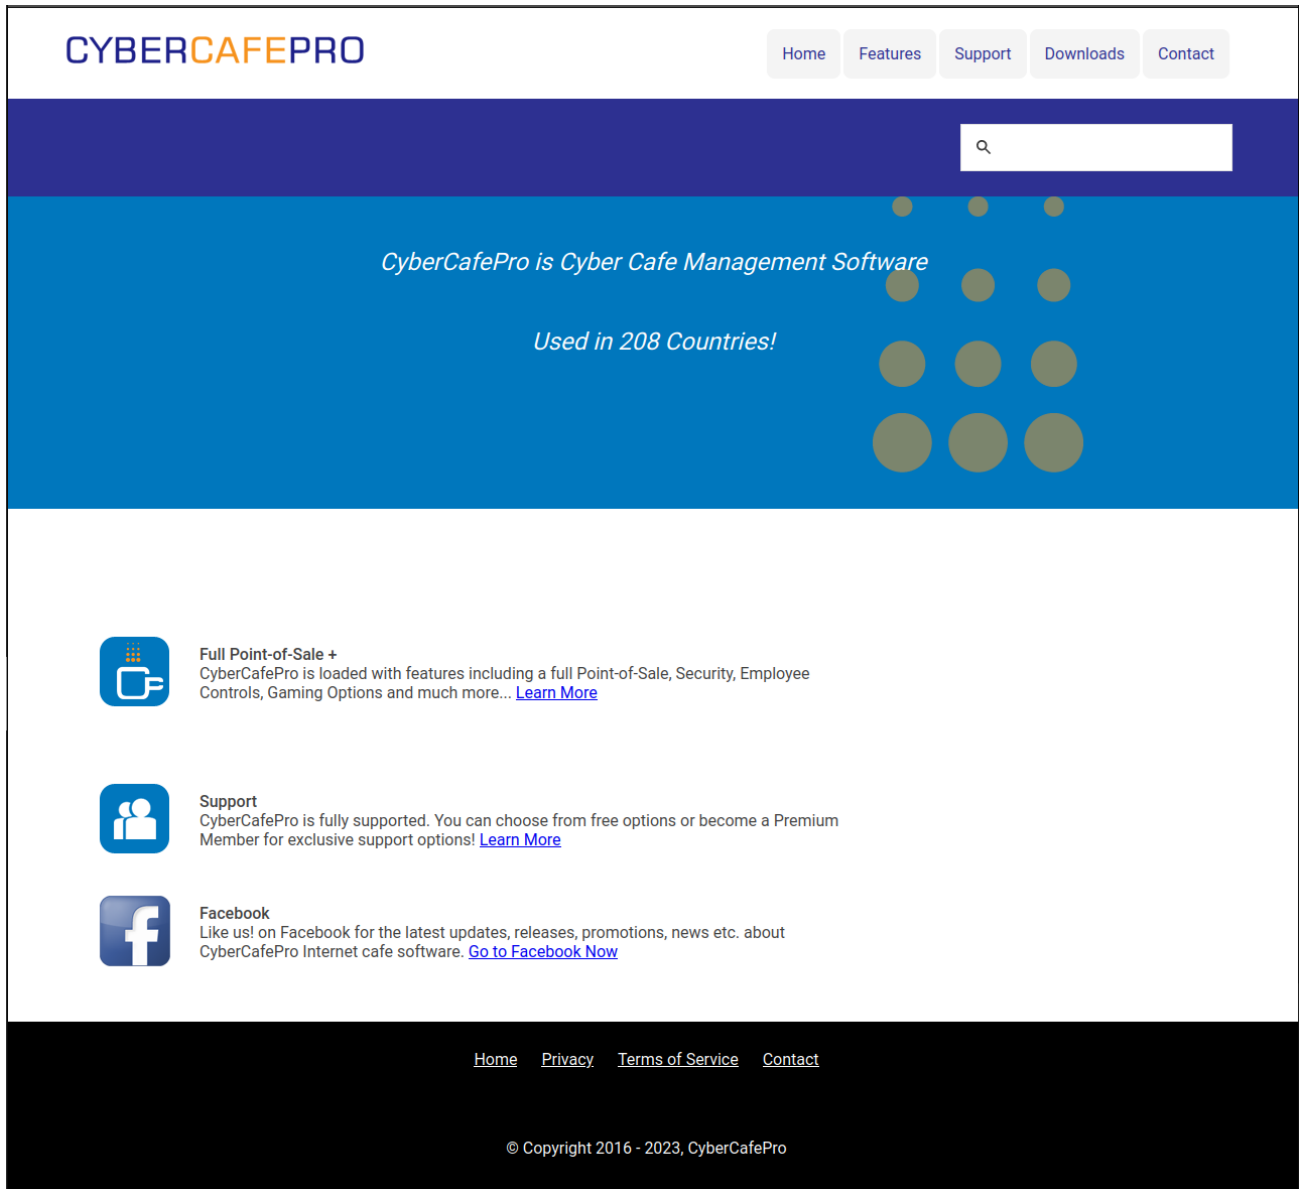 CYBERCAFEPRO
Home Features Support Downloads Contact
CyberCafePro is Cyber Cafe Management Software
Used in 208 Countries!
Full Point-of-Sale +
CyberCafePro is loaded with features including a full Point-of-Sale, Security, Employee
Controls, Gaming Options and much more... Learn More
Support
CyberCafePro is fully supported. You can choose from free options or become a Premium
Member for exclusive support options! Learn More
Facebook
Like us! on Facebook for the latest updates, releases, promotions, news etc. about
CyberCafePro Internet cafe software. Go to Facebook Now
Home Privacy Terms of Service Contact
© Copyright 2016 - 2023, CyberCafePro